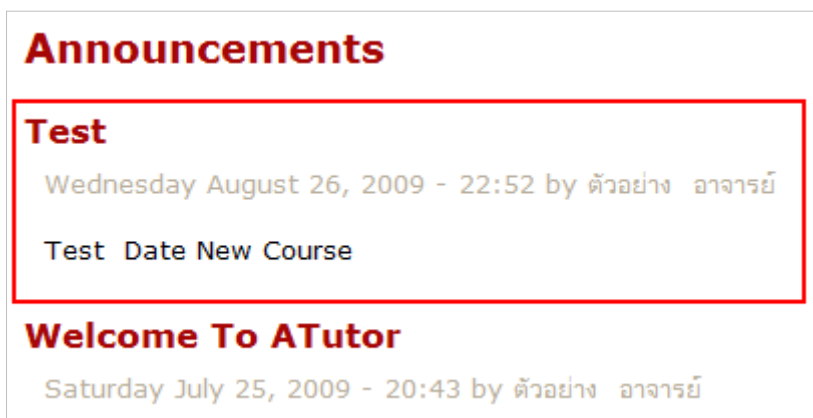 Announcements
Test
Wednesday August 26, 2009 - 22:52 by ตัวอย่าง อาจารย์
Test Date New Course
Welcome To ATutor
Saturday July 25, 2009 - 20:43 by ตัวอย่าง อาจารย์